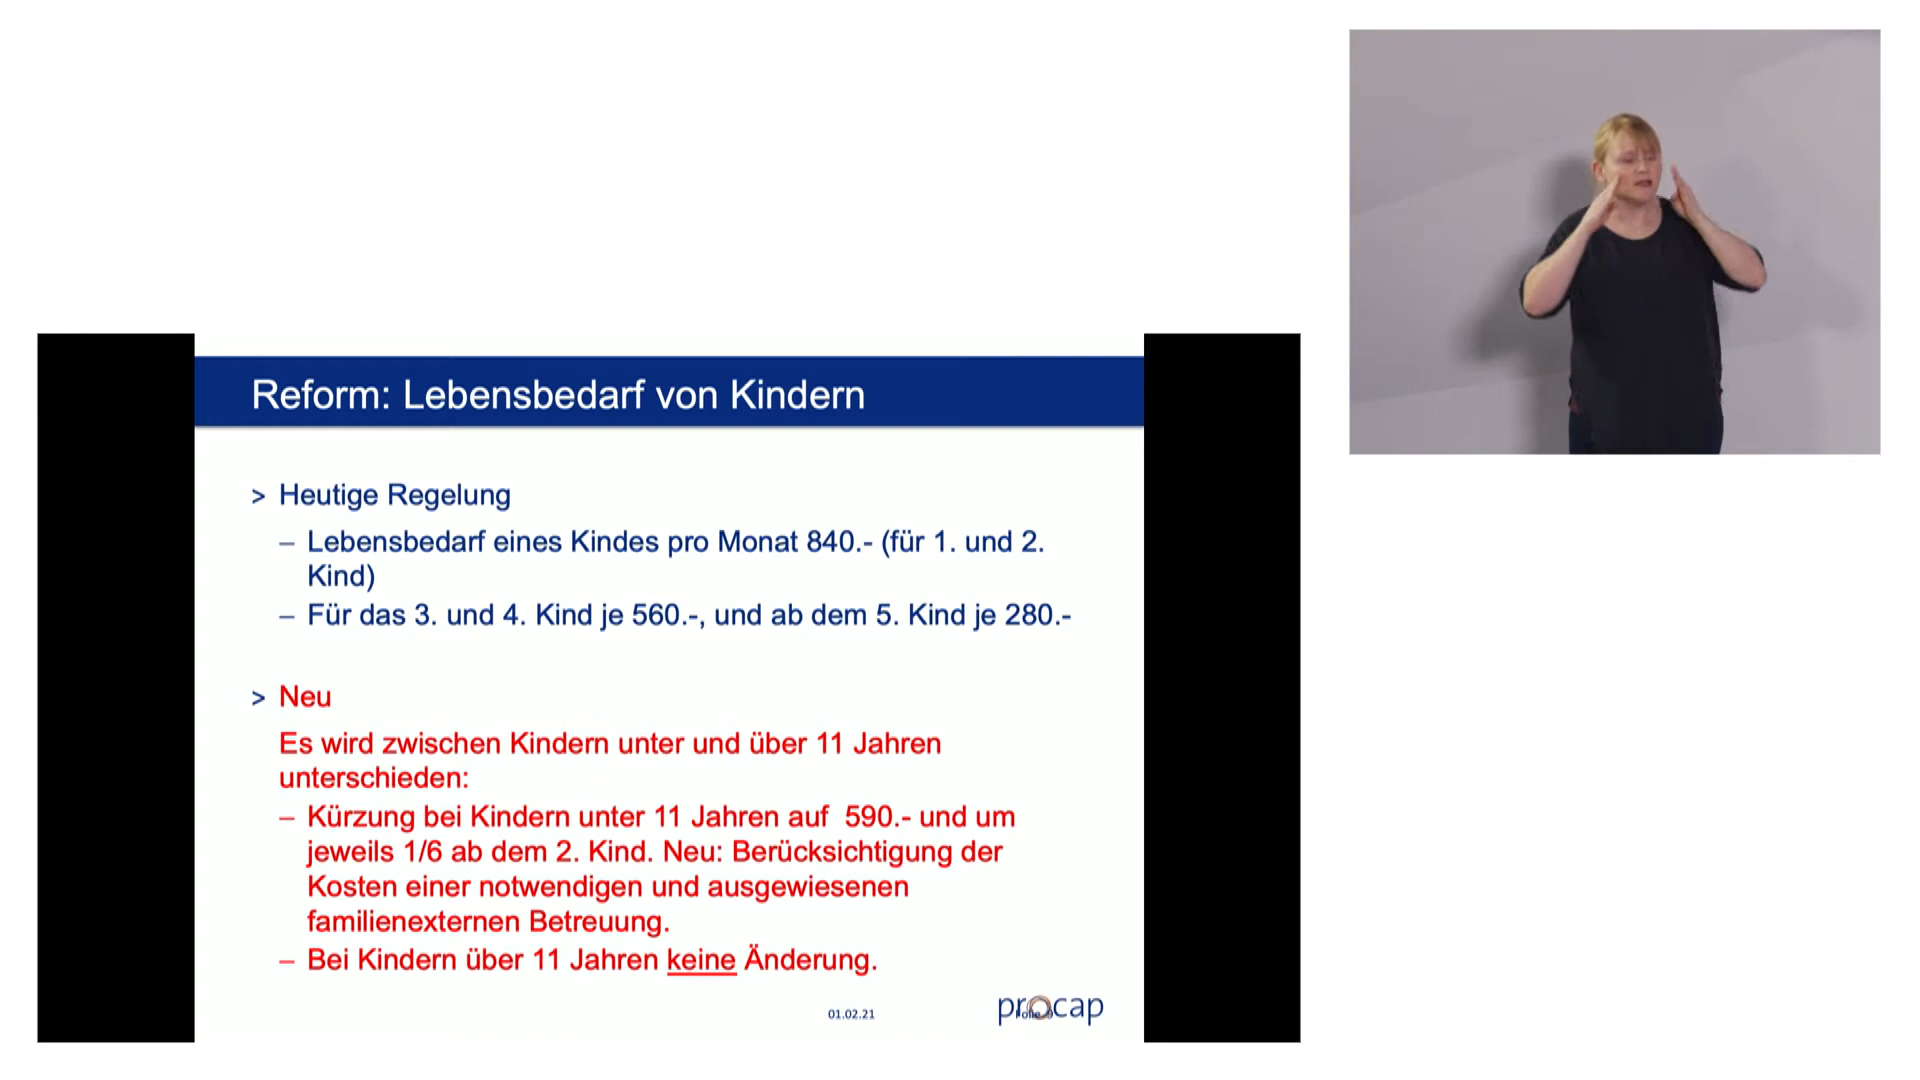 Reform: Lebensbedarf von Kindern
> Heutige Regelung
– Lebensbedarf eines Kindes pro Monat 840.- (für 1. und 2.
Kind)
– Für das 3. und 4. Kind je 560.-, und ab dem 5. Kind je 280.-
> Neu
Es wird zwischen Kindern unter und über 11 Jahren
unterschieden:
– Kürzung bei Kindern unter 11 Jahren auf  590.- und um
jeweils 1/6 ab dem 2. Kind. Neu: Berücksichtigung der
Kosten einer notwendigen und ausgewiesenen
familienexternen Betreuung.
– Bei Kindern über 11 Jahren keine Änderung.
01.02.21
procap